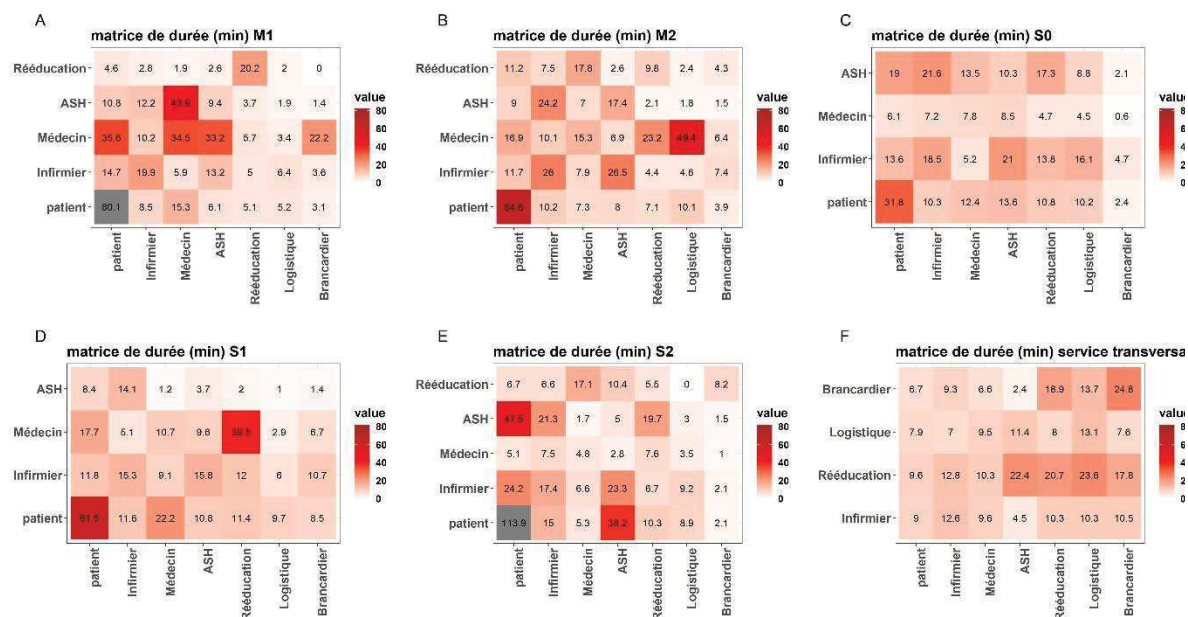 A
matrice de durée (min) M1
Rééducation 4.6 2.8 1.9 2.6 20.2 2 0
ASH 10.8 12.2 43.6 9.4 3.7 1.9 1.4
Médecin 35.6 10.2 34.5 33.2 5.7 3.4 22.2
Infirmier 14.7 19.9 5.9 13.2 5 6.4 3.6
patient 80.1 8.5 15.3 6.1 5.1 5.2 3.1
patient Infirmier Médecin ASH Rééducation Logistique Brancardier
value
80
60
40
20
0
B
matrice de durée (min) M2
Rééducation 11.2 7.5 17.8 2.6 9.8 2.4 4.3
ASH 9 24.2 7 17.4 2.1 1.8 1.5
Médecin 16.9 10.1 15.3 6.9 23.2 49.4 6.4
Infirmier 11.7 26 7.9 26.5 4.4 4.6 7.4
patient 64.6 10.2 7.3 8 7.1 10.1 3.9
patient Infirmier Médecin ASH Rééducation Logistique Brancardier
value
80
60
40
20
0
C
matrice de durée (min) S0
ASH 19 21.6 13.5 10.3 17.3 8.8 2.1
Médecin 6.1 7.2 7.8 8.5 4.7 4.5 0.6
Infirmier 13.6 18.5 5.2 21 13.8 16.1 4.7
patient 31.8 10.3 12.4 13.6 10.8 10.2 2.4
patient Infirmier Médecin ASH Rééducation Logistique Brancardier
value
80
60
40
20
0
D
matrice de durée (min) S1
ASH 8.4 14.1 1.2 3.7 2 1 1.4
Médecin 17.7 5.1 10.7 9.6 39.5 2.9 6.7
Infirmier 11.8 15.3 9.1 15.8 12 6 10.7
patient 61.5 11.6 22.2 10.8 11.4 9.7 8.5
patient Infirmier Médecin ASH Rééducation Logistique Brancardier
value
80
60
40
20
0
E
matrice de durée (min) S2
Rééducation 6.7 6.6 17.1 10.4 5.5 0 8.2
ASH 47.5 21.3 1.7 5 19.7 3 1.5
Médecin 5.1 7.5 4.8 2.8 7.6 3.5 1
Infirmier 24.2 17.4 6.6 23.3 6.7 9.2 2.1
patient 113.9 15 5.3 38.2 10.3 8.9 2.1
patient Infirmier Médecin ASH Rééducation Logistique Brancardier
value
80
60
40
20
0
F
matrice de durée (min) service transversa
Brancardier 6.7 9.3 6.6 2.4 18.9 13.7 24.8
Logistique 7.9 7 9.5 11.4 8 13.1 7.6
Rééducation 9.6 12.8 10.3 22.4 20.7 23.6 17.8
Infirmier 9 12.6 9.6 4.5 10.3 10.3 10.5
patient Infirmier Médecin ASH Rééducation Logistique Brancardier
value
80
60
40
20
0